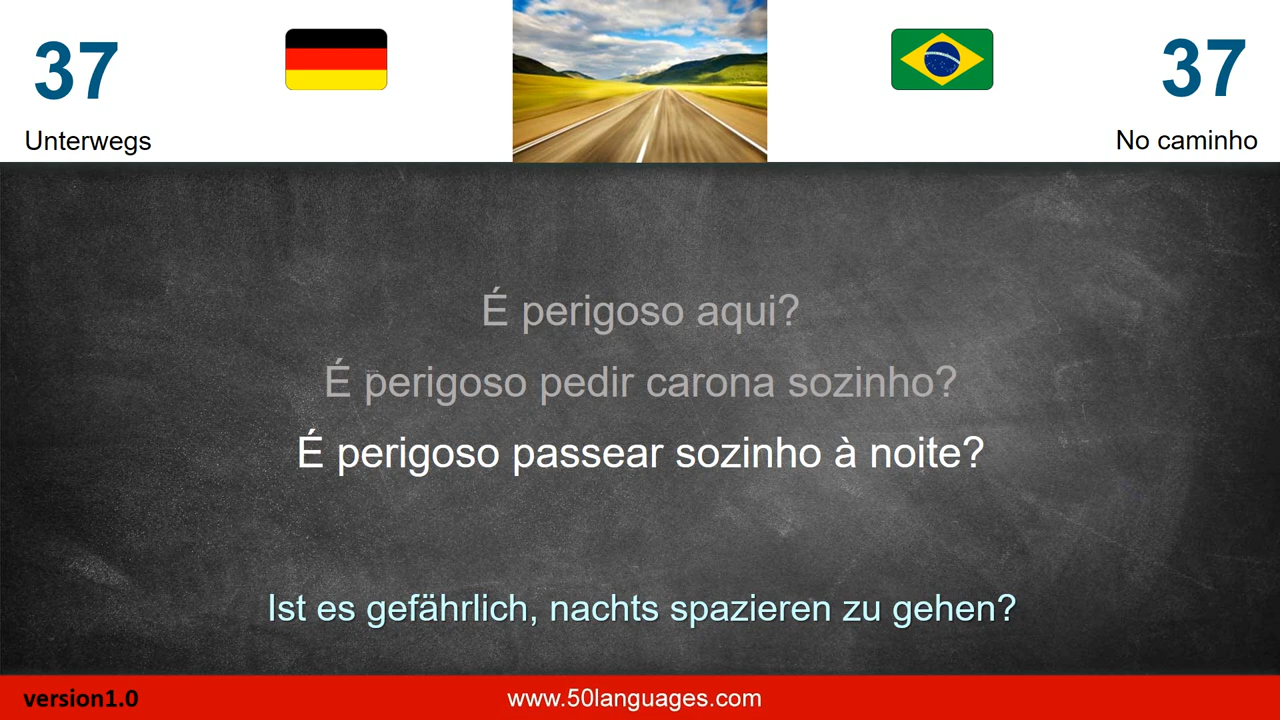 37
37
Unterwegs
No caminho
É perigoso aqui?
É perigoso pedir carona sozinho?
É perigoso passear sozinho à noite?
Ist es gefährlich, nachts spazieren zu gehen?
version1.0
www.50languages.com